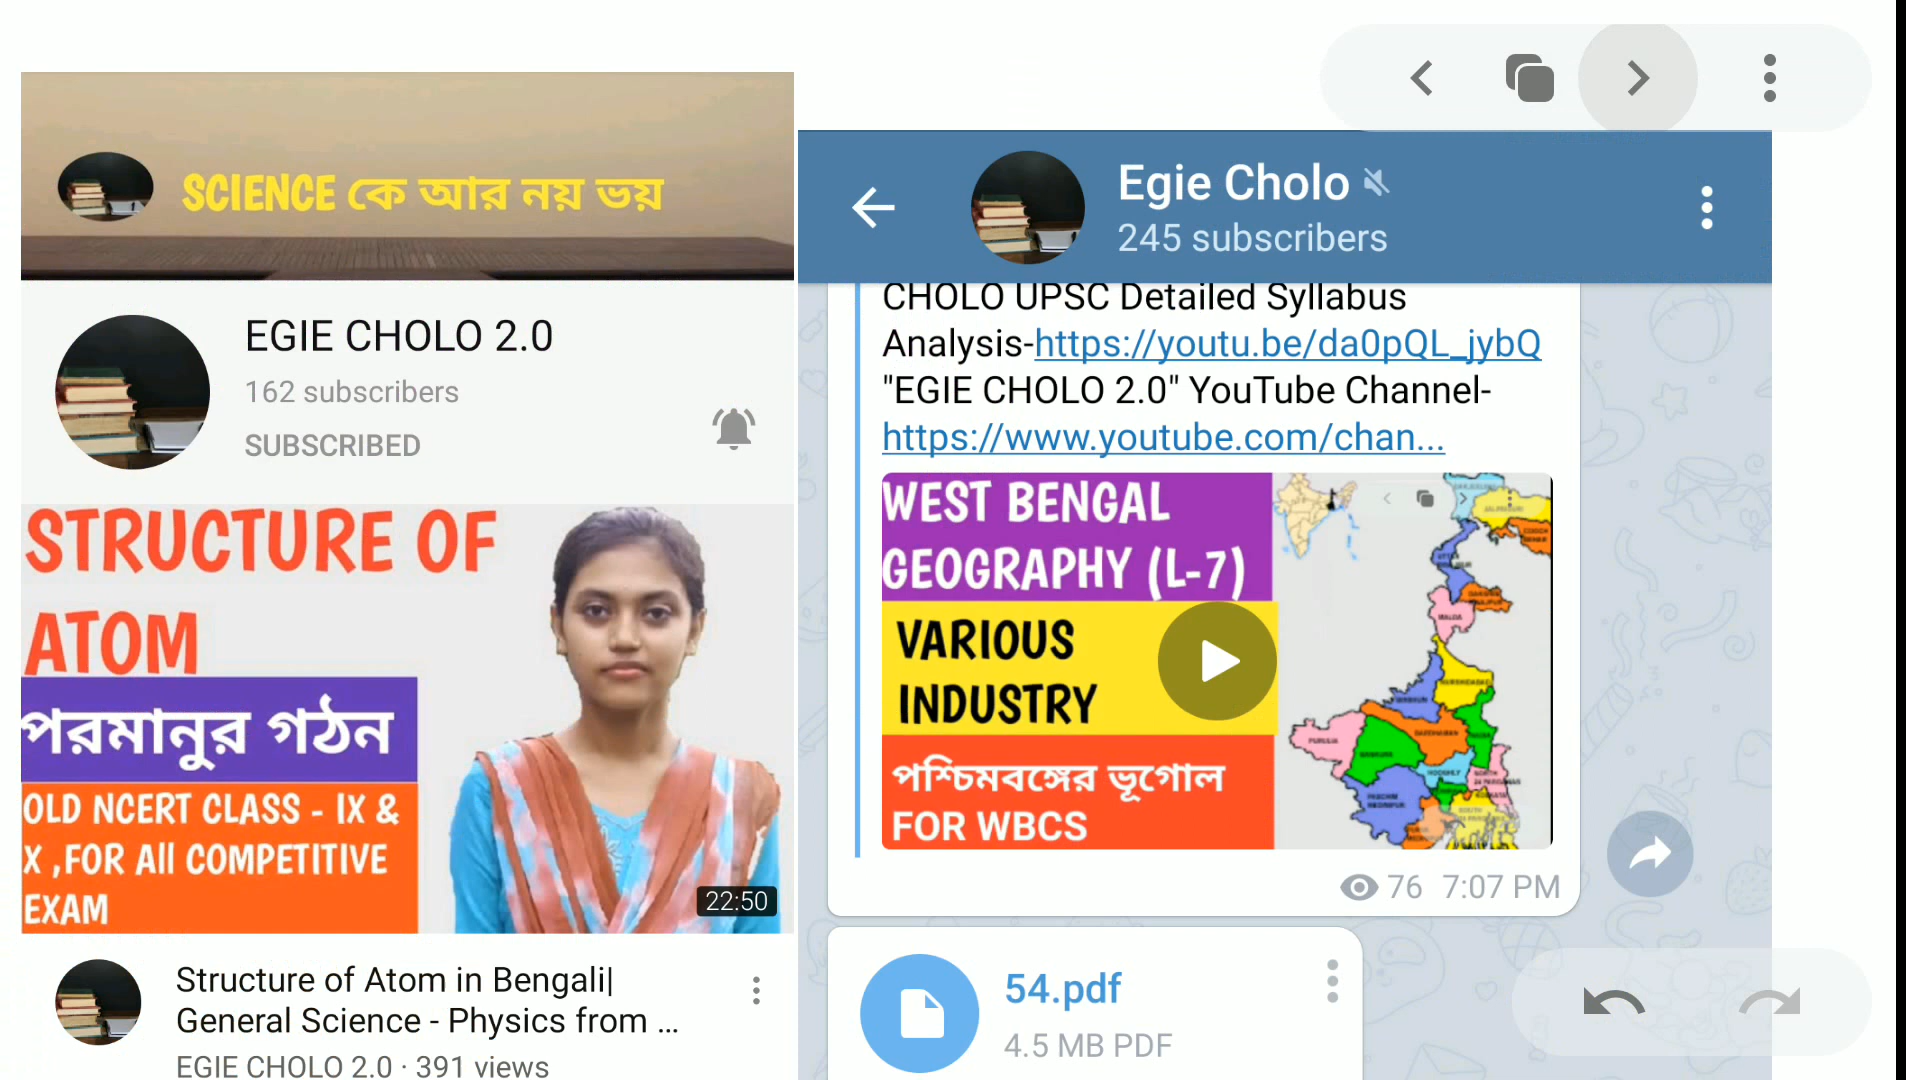 SCIENCE কে আর নয় ভয়
EGIE CHOLO 2.0
162 subscribers
SUBSCRIBED
STRUCTURE OF
ATOM
পরমানুর গঠন
OLD NCERT CLASS - IX &
X ,FOR All COMPETITIVE
EXAM
22:50
Structure of Atom in Bengali|
General Science - Physics from ...
EGIE CHOLO 2.0 · 391 views
Egie Cholo
245 subscribers
CHOLO UPSC Detailed Syllabus
Analysis-https://youtu.be/da0pQL_jybQ
"EGIE CHOLO 2.0" YouTube Channel-
https://www.youtube.com/chan...
WEST BENGAL
GEOGRAPHY (L-7)
VARIOUS
INDUSTRY
পশ্চিমবঙ্গের ভূগোল
FOR WBCS
MALDA
PURULIA
HOOGHLY
76 7:07 PM
54.pdf
4.5 MB PDF